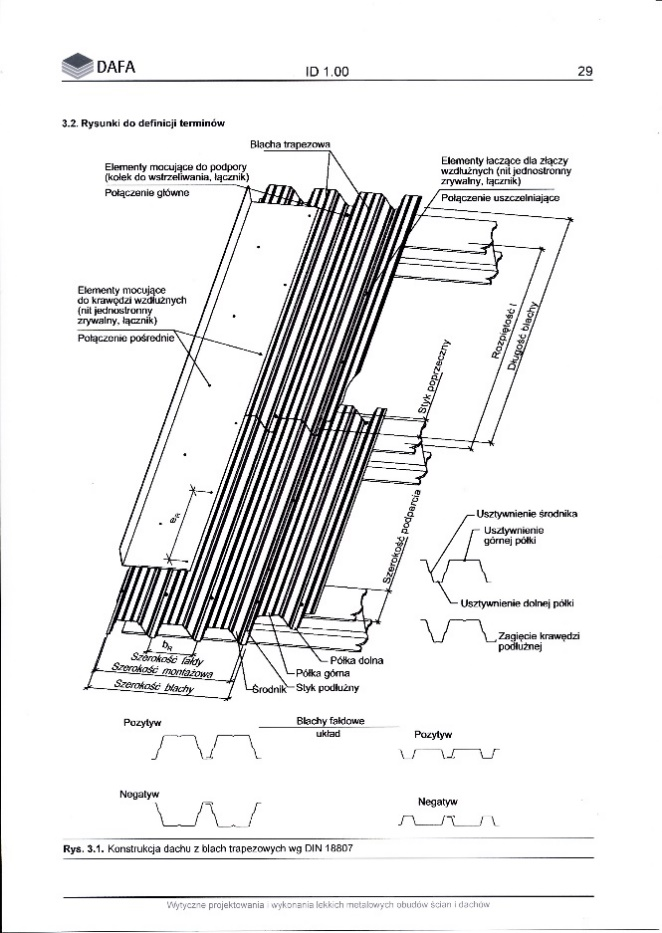 DAFA
ID 1.00
29
3.2. Rysunki do definicji terminów
Blacha trapezowa
Elementy mocujące do podpory
(kołek do wstrzeliwania, łącznik)
Połączenie główne
Elementy łączące dla złączy
wzdłużnych (nit jednostronny
zrywalny, łącznik)
Połączenie uszczelniające
Elementy mocujące
do krawędzi wzdłużnych
(nit jednostronny
zrywalny, łącznik)
Połączenie pośrednie
Rozpiętość i
Długość blachy
Styk poprzeczny
Szerokość podparcia
eR
Usztywnienie środnika
Usztywnienie
górnej półki
Usztywnienie dolnej półki
Zagięcie krawędzi
podłużnej
bR
Szerokość fałdy
Szerokość montażowa
Szerokość blachy
Półka dolna
Półka górna
Środnik
Styk podłużny
Pozytyw
Blachy fałdowe
układ
Pozytyw
Negatyw
Negatyw
Rys. 3.1. Konstrukcja dachu z blach trapezowych wg DIN 18807
Wytyczne projektowania i wykonania lekkich metalowych obudów ścian i dachów